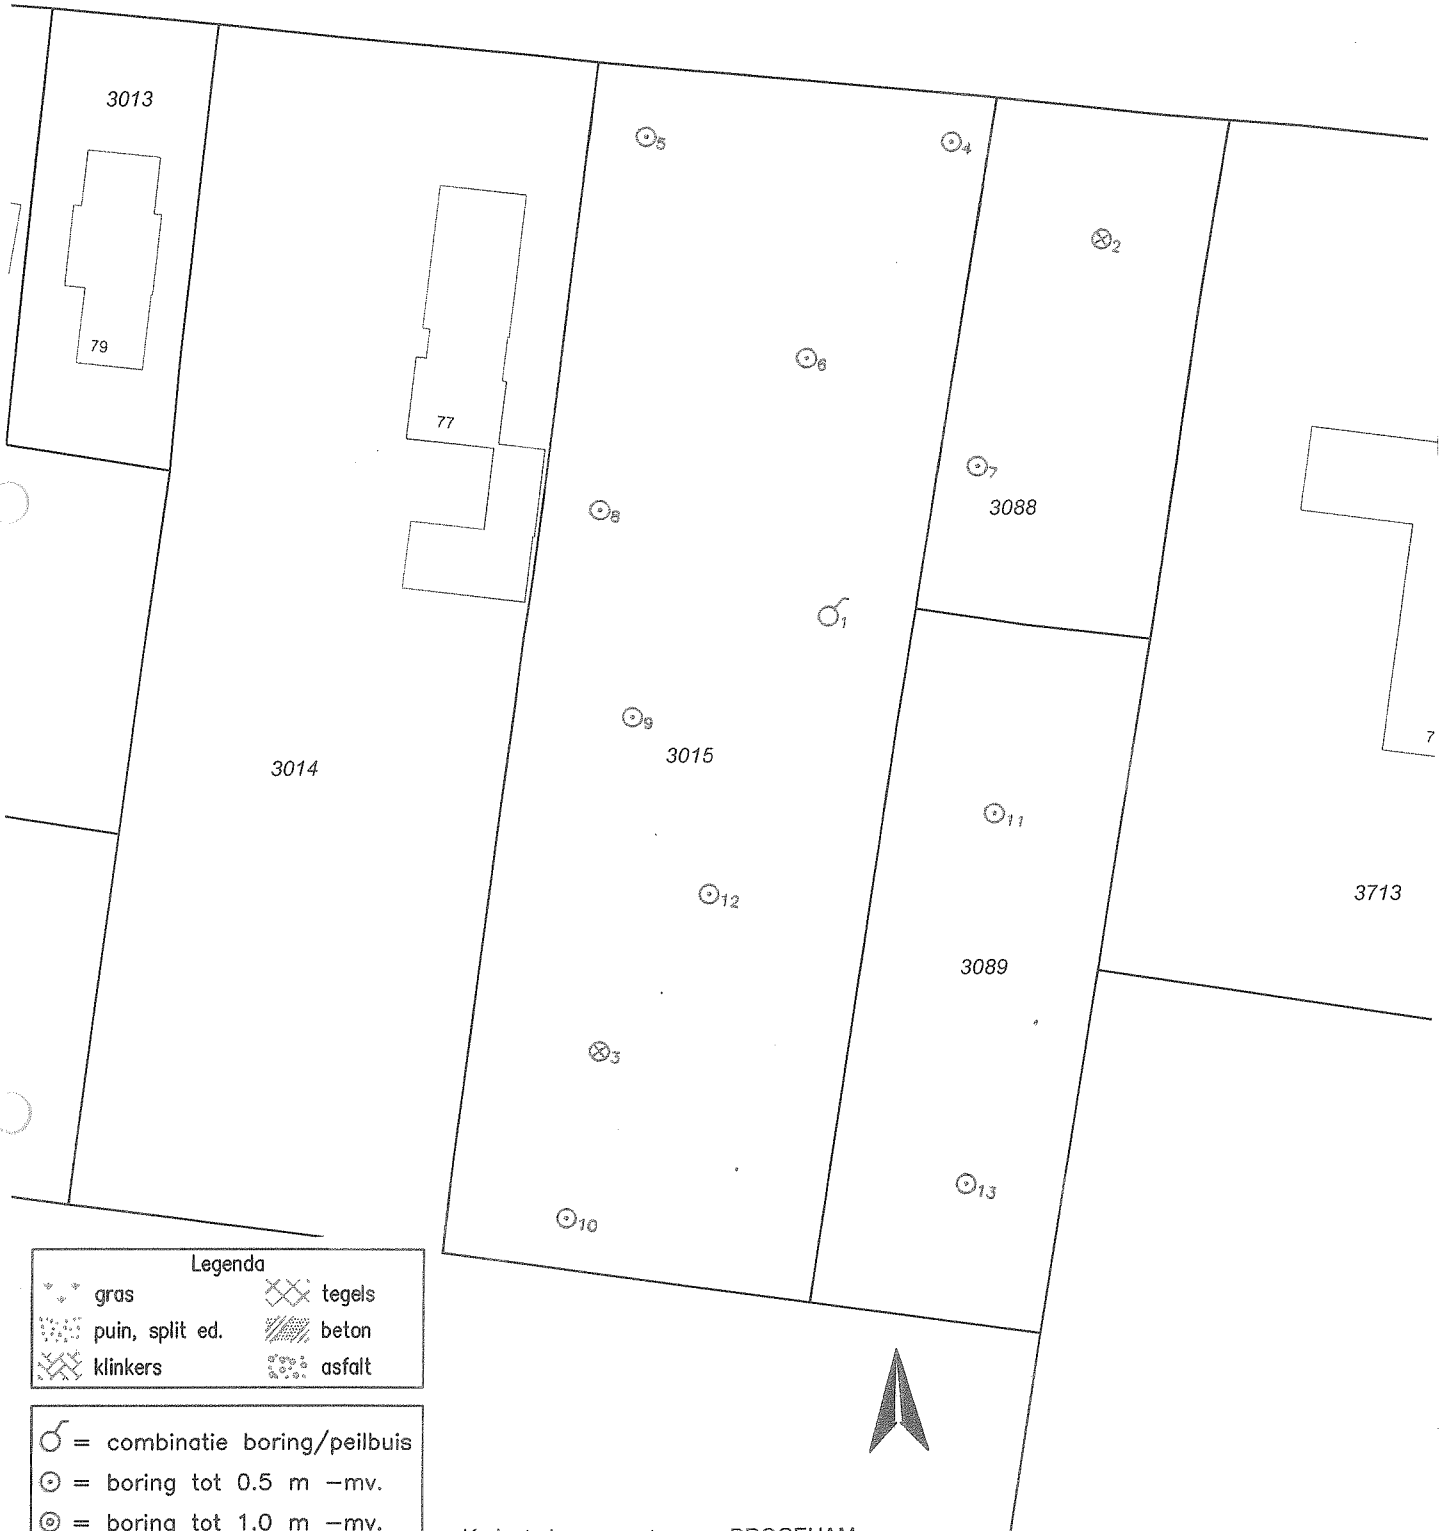 3013
5
4
2
79
6
77
7
3088
8
1
9
3015
3014
7
11
12
3713
3089
3
13
10
Legenda
gras
tegels
puin, split ed.
beton
klinkers
asfalt
= combinatie boring/peilbuis
= boring tot 0.5 m -mv.
= boring tot 1.0 m -mv.